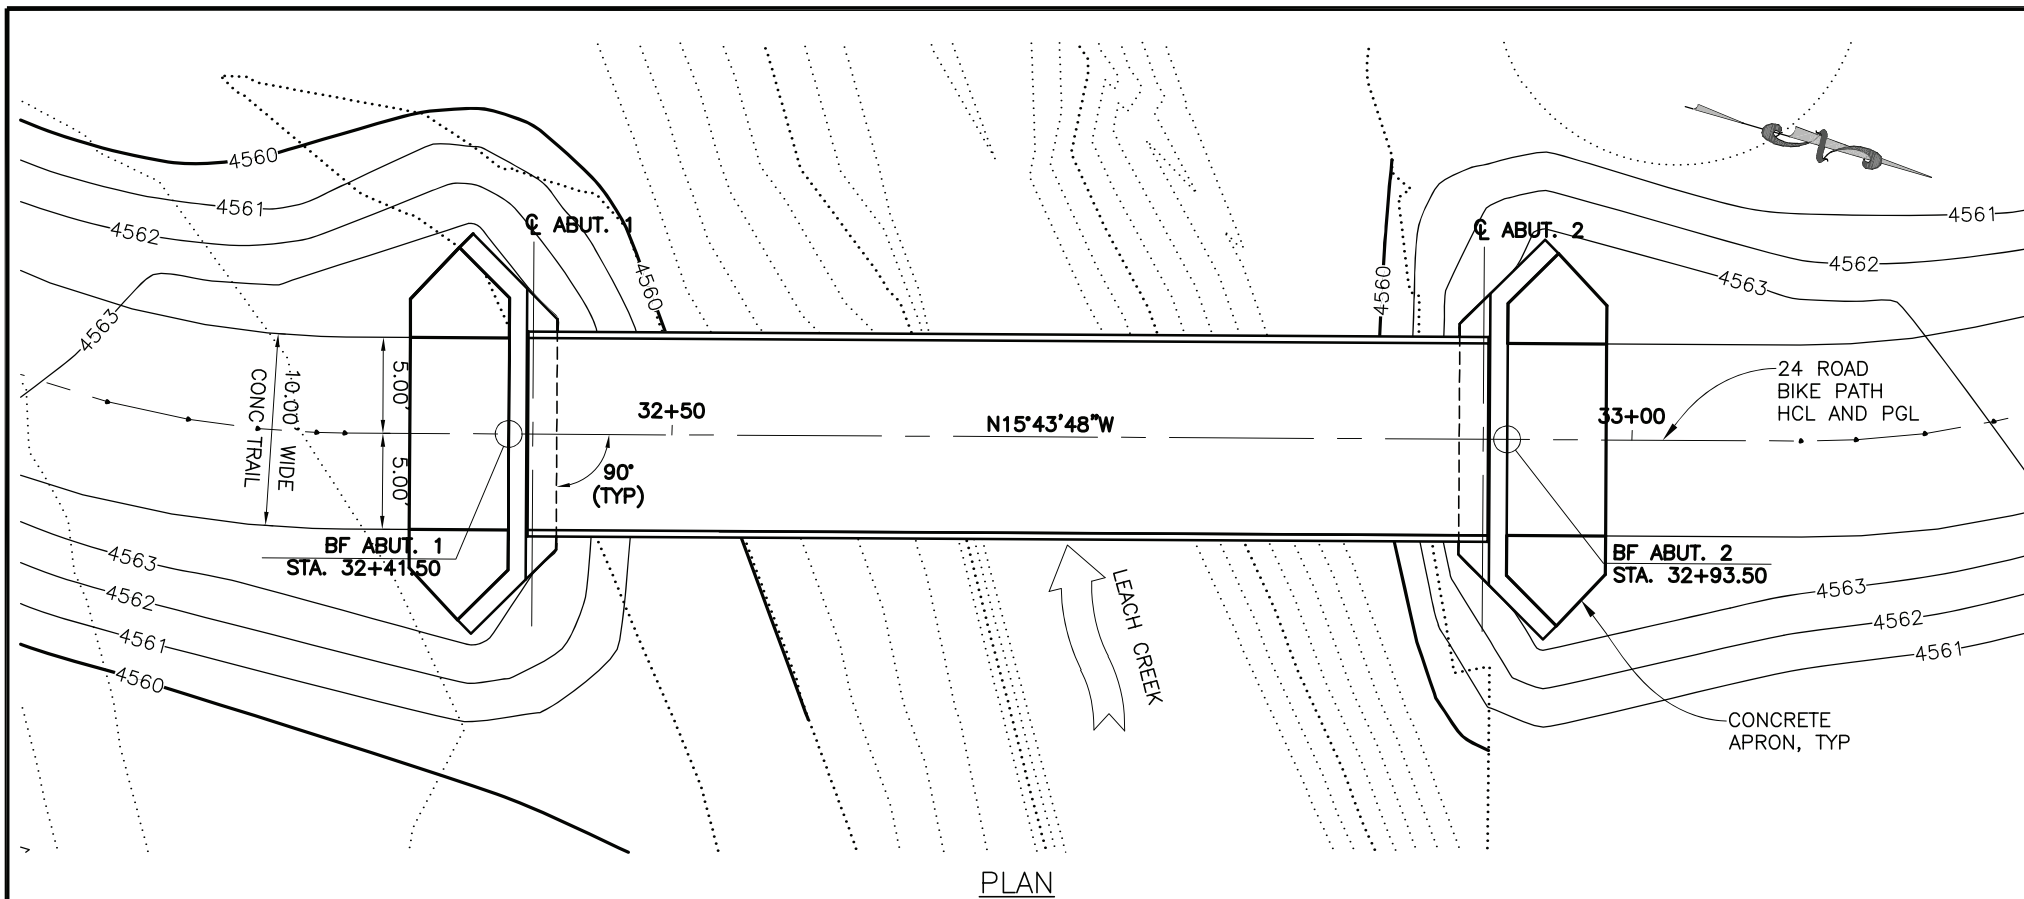 4560
4561
4562
4563
℄ ABUT. 1
4560
4560
℄ ABUT. 2
4561
4562
4563
10.00' WIDE
CONC TRAIL
5.00'
5.00'
32+50
N15°43'48"W
33+00
24 ROAD
BIKE PATH
HCL AND PGL
90°
(TYP)
BF ABUT. 1
STA. 32+41.50
BF ABUT. 2
STA. 32+93.50
4563
4562
4561
4560
LEACH CREEK
4563
4562
4561
CONCRETE
APRON, TYP
PLAN